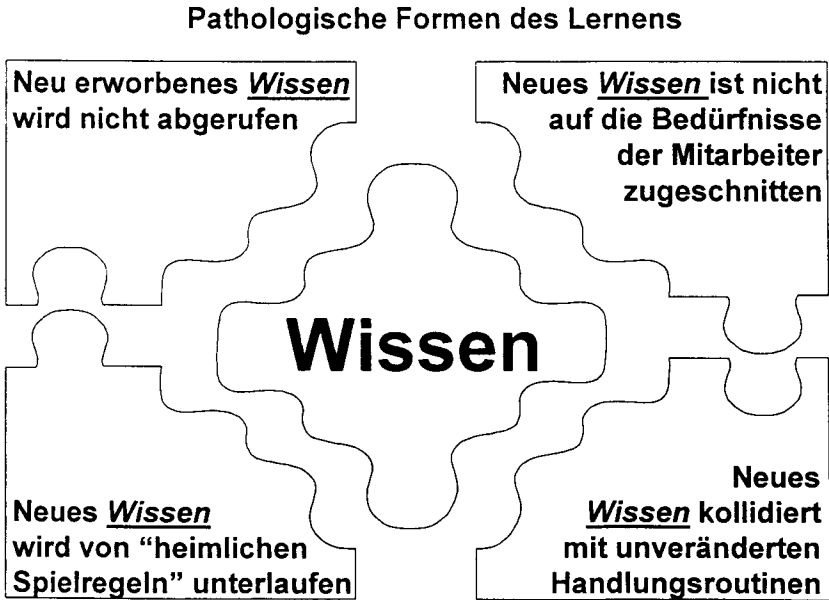 Pathologische Formen des Lernens
Neu erworbenes Wissen
wird nicht abgerufen
Neues Wissen ist nicht
auf die Bedürfnisse
der Mitarbeiter
zugeschnitten
Wissen
Neues Wissen
wird von “heimlichen
Spielregeln” unterlaufen
Neues
Wissen kollidiert
mit unveränderten
Handlungsroutinen